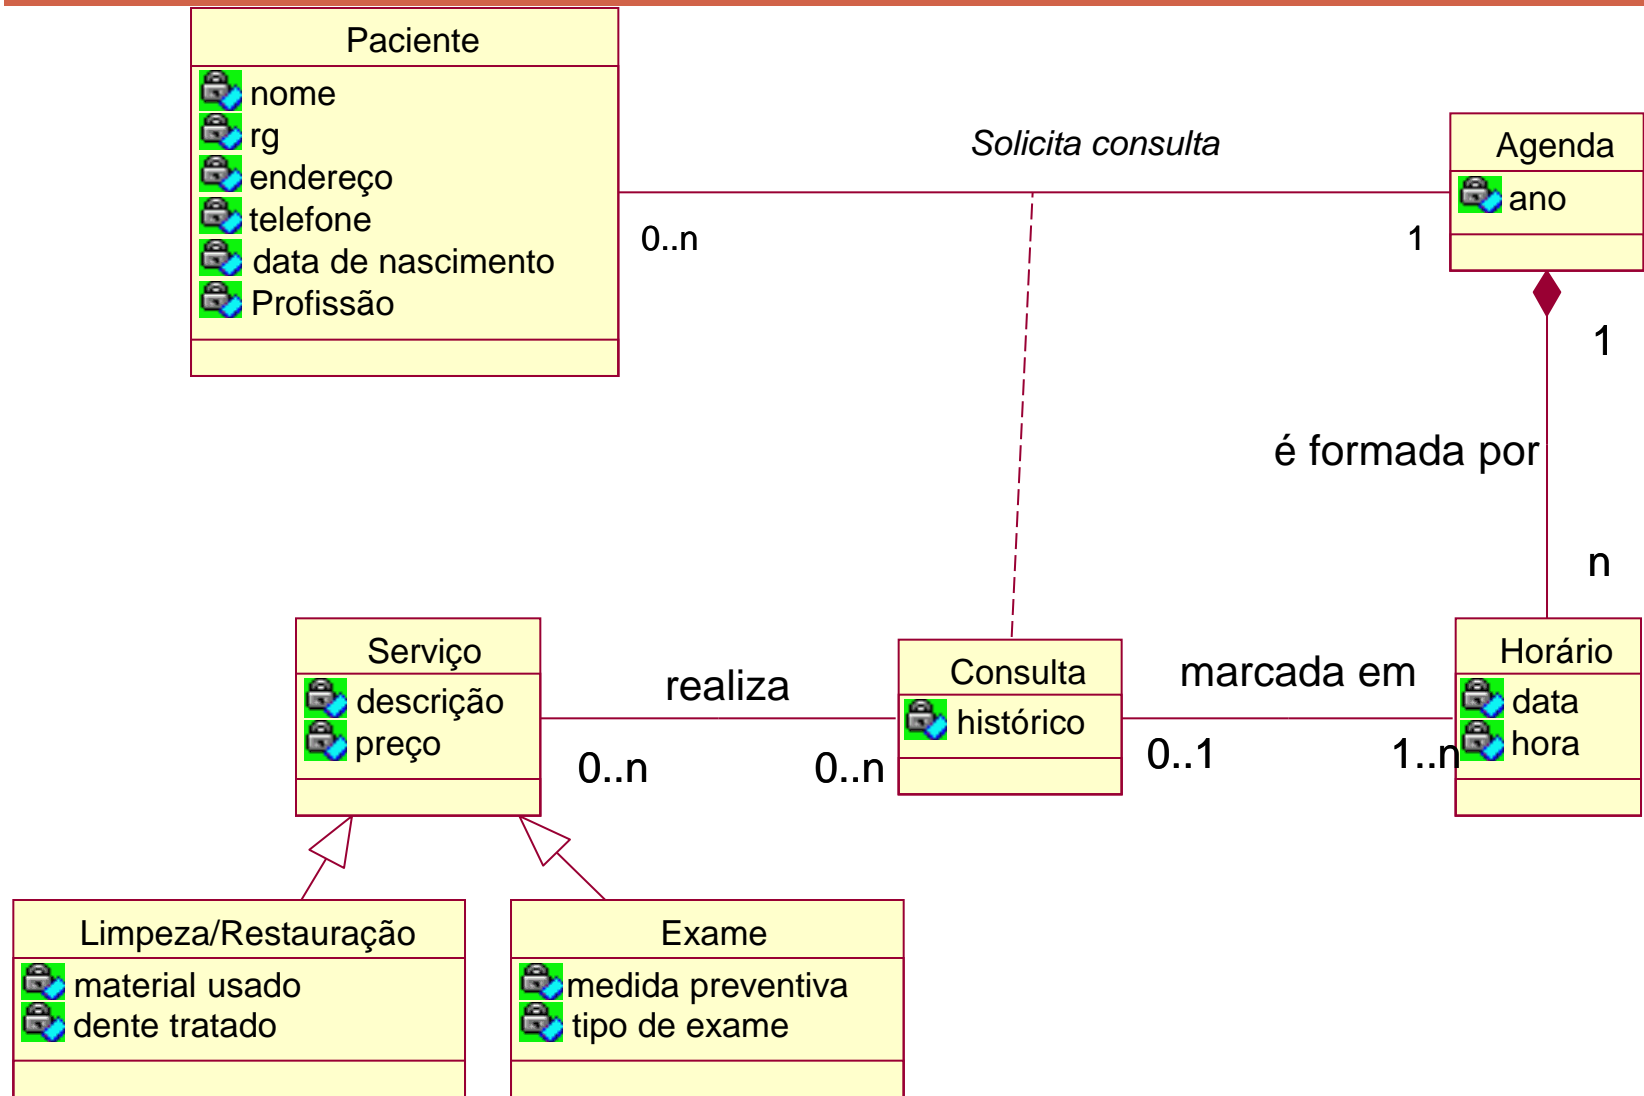 Paciente
nome
rg
endereço
telefone
data de nascimento
Profissão
Solicita consulta
0..n
1
Agenda
ano
1
é formada por
n
Serviço
descrição
preço
realiza
0..n
0..n
Consulta
histórico
marcada em
0..1
1..n
Horário
data
hora
Limpeza/Restauração
material usado
dente tratado
Exame
medida preventiva
tipo de exame